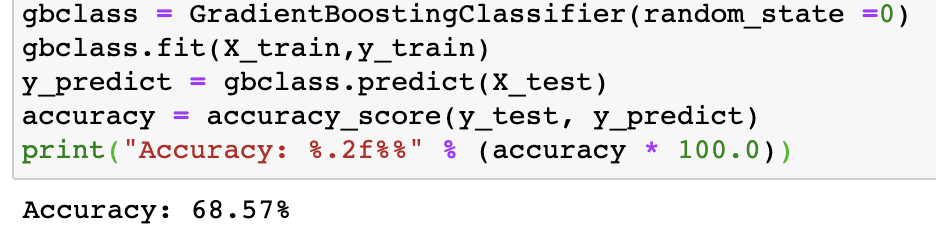 gbclass = GradientBoostingClassifier(random_state =0)
gbclass.fit(X_train,y_train)
y_predict = gbclass.predict(X_test)
accuracy = accuracy_score(y_test, y_predict)
print("Accuracy: %.2f%%" % (accuracy * 100.0))
Accuracy: 68.57%